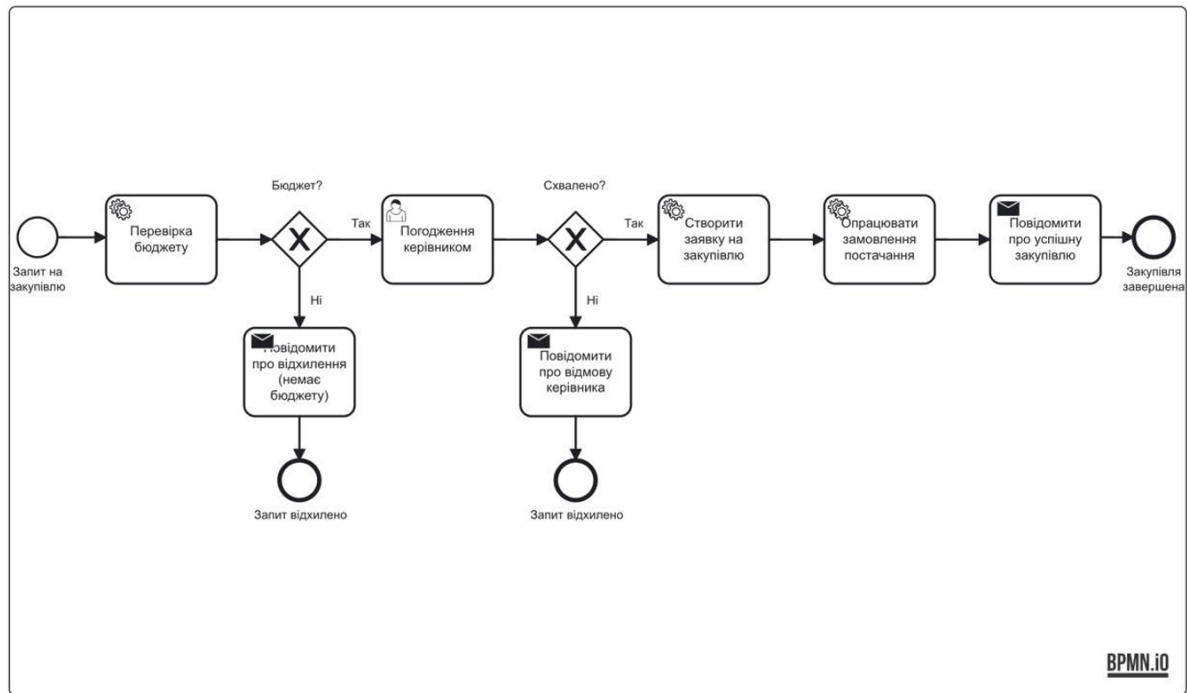 Бюджет?
Схвалено?
Запит на
закупівлю
Перевірка
бюджету
Так
Погодження
керівником
Так
Створити
заявку на
закупівлю
Опрацювати
замовлення
постачання
Повідомити
про успішну
закупівлю
Закупівля
завершена
Ні
Ні
Повідомити
про відхилення
(немає
бюджету)
Повідомити
про відмову
керівника
Запит відхилено
Запит відхилено
BPMN.iO